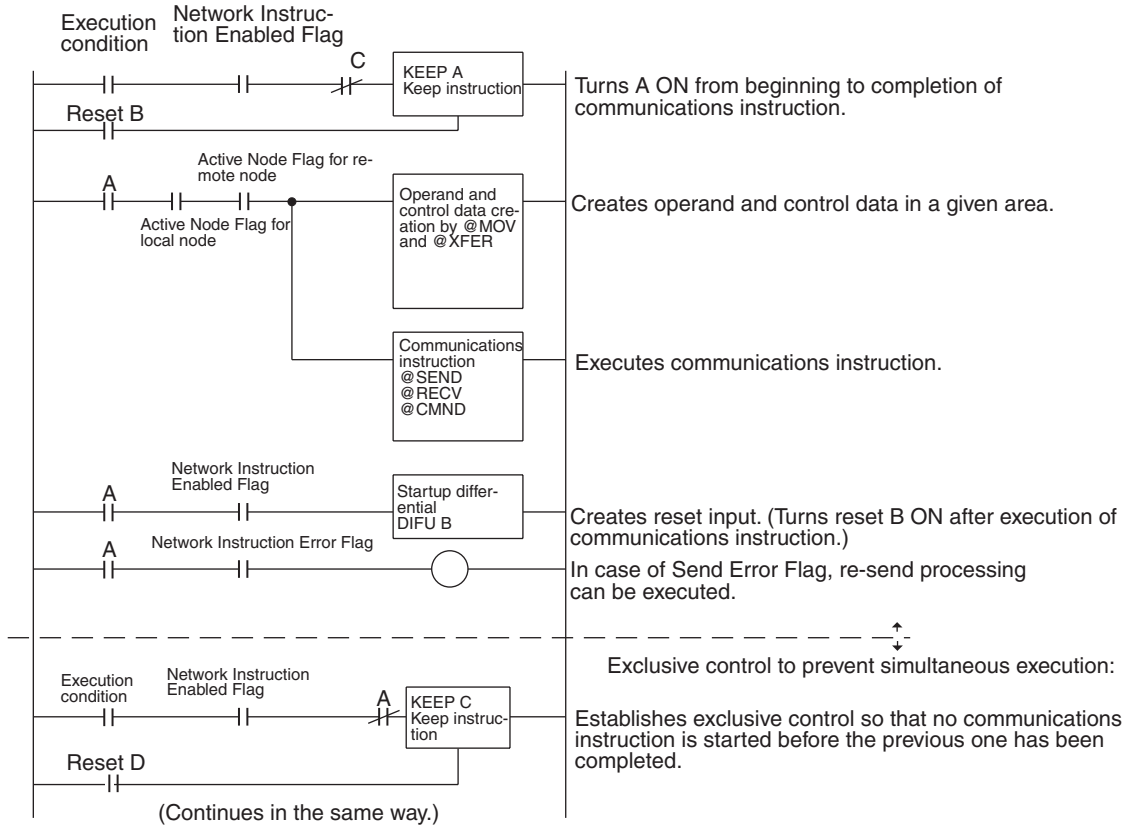 Execution
condition
Network Instruc-
tion Enabled Flag
C
KEEP A
Keep instruction
Turns A ON from beginning to completion of
communications instruction.
Reset B
Active Node Flag for re-
mote node
A
Active Node Flag for
local node
Operand and
control data cre-
ation by @MOV
and @XFER
Creates operand and control data in a given area.
Communications
instruction
@SEND
@RECV
@CMND
Executes communications instruction.
Network Instruction
Enabled Flag
A
Startup differ-
ential
DIFU B
Creates reset input. (Turns reset B ON after execution of
communications instruction.)
A
Network Instruction Error Flag
In case of Send Error Flag, re-send processing
can be executed.
Exclusive control to prevent simultaneous execution:
Execution
condition
Network Instruction
Enabled Flag
A
KEEP C
Keep instruc-
tion
Establishes exclusive control so that no communications
instruction is started before the previous one has been
completed.
Reset D
(Continues in the same way.)